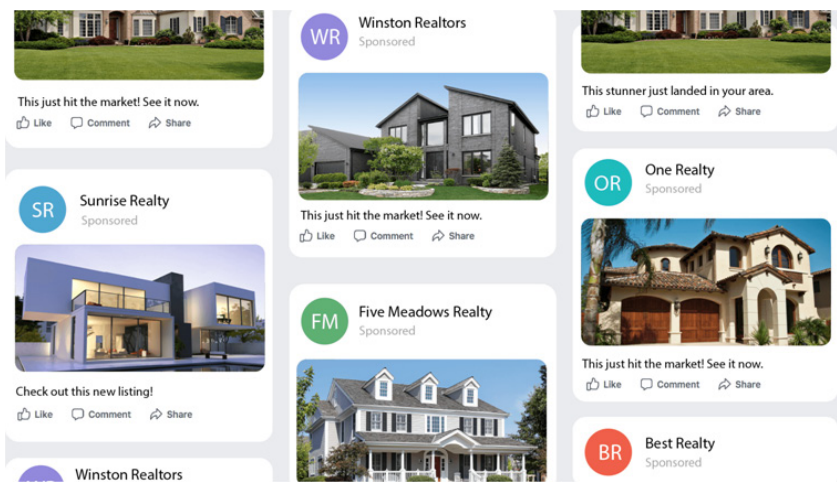 This just hit the market! See it now.
Like Comment Share
SR
Sunrise Realty
Sponsored
Check out this new listing!
Like Comment Share
Winston Realtors
WR
Winston Realtors
Sponsored
This just hit the market! See it now.
Like Comment Share
FM
Five Meadows Realty
Sponsored
This stunner just landed in your area.
Like Comment Share
OR
One Realty
Sponsored
This just hit the market! See it now.
Like Comment Share
BR
Best Realty
Sponsored